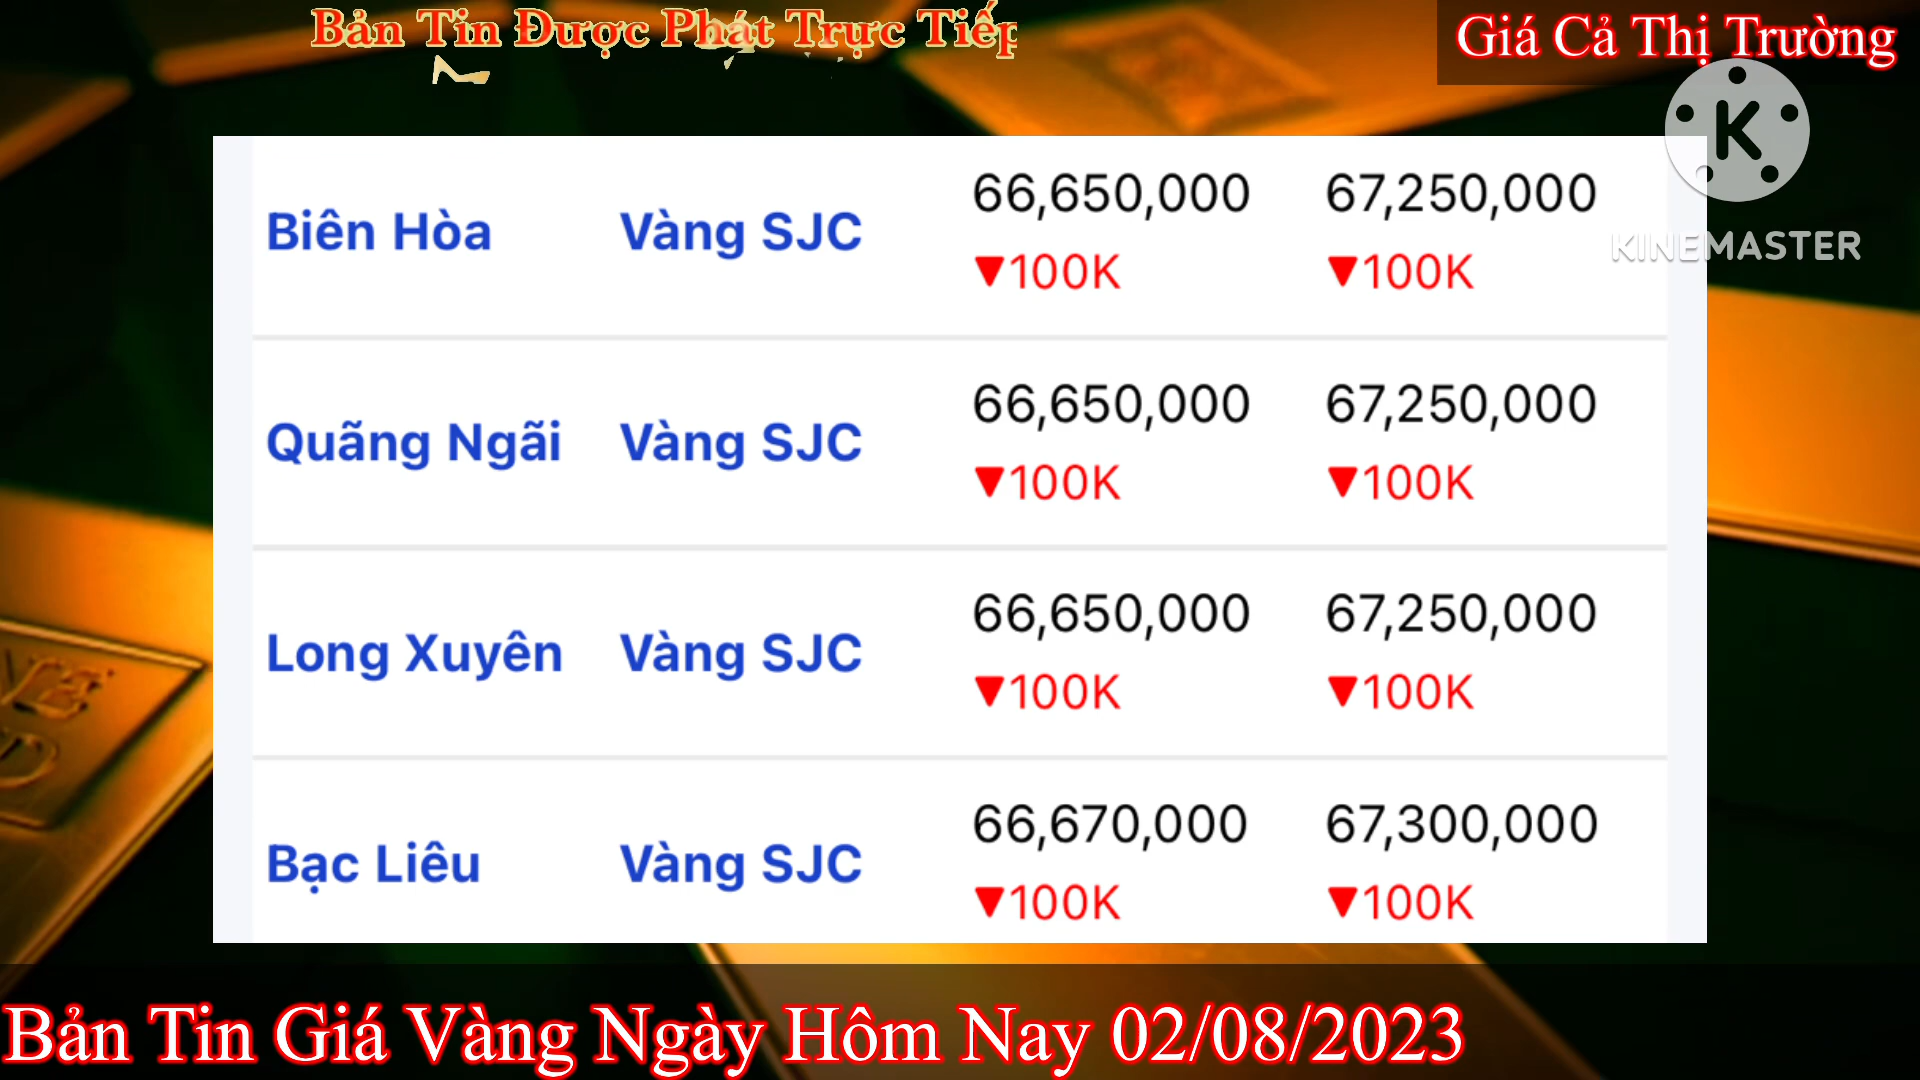 Bản Tin Được Phát Trực Tiếp
Giá Cả Thị Trường
K
KINEMASTER
Biên Hòa Vàng SJC 66,650,000 67,250,000
▼100K ▼100K
Quãng Ngãi Vàng SJC 66,650,000 67,250,000
▼100K ▼100K
Long Xuyên Vàng SJC 66,650,000 67,250,000
▼100K ▼100K
Bạc Liêu Vàng SJC 66,670,000 67,300,000
▼100K ▼100K
Bản Tin Giá Vàng Ngày Hôm Nay 02/08/2023